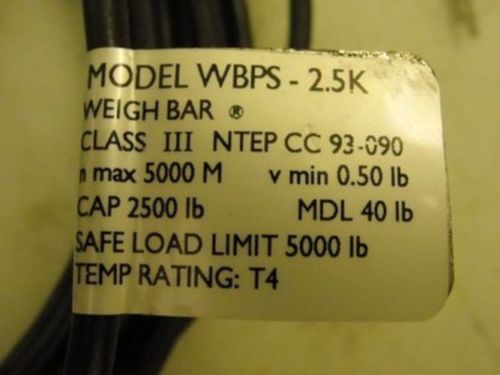 MODEL WBPS - 2.5K
WEIGH BAR ®
CLASS III NTEP CC 93-090
n max 5000 M v min 0.50 lb
CAP 2500 lb MDL 40 lb
SAFE LOAD LIMIT 5000 lb
TEMP RATING: T4